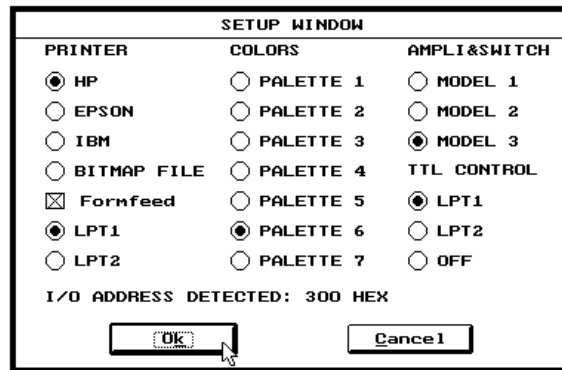 SETUP WINDOW
PRINTER COLORS AMPLI&SWITCH
HP PALETTE 1 MODEL 1
EPSON PALETTE 2 MODEL 2
IBM PALETTE 3 MODEL 3
BITMAP FILE PALETTE 4 TTL CONTROL
Formfeed PALETTE 5 LPT1
LPT1 PALETTE 6 LPT2
LPT2 PALETTE 7 OFF
I/O ADDRESS DETECTED: 300 HEX
Ok Cancel